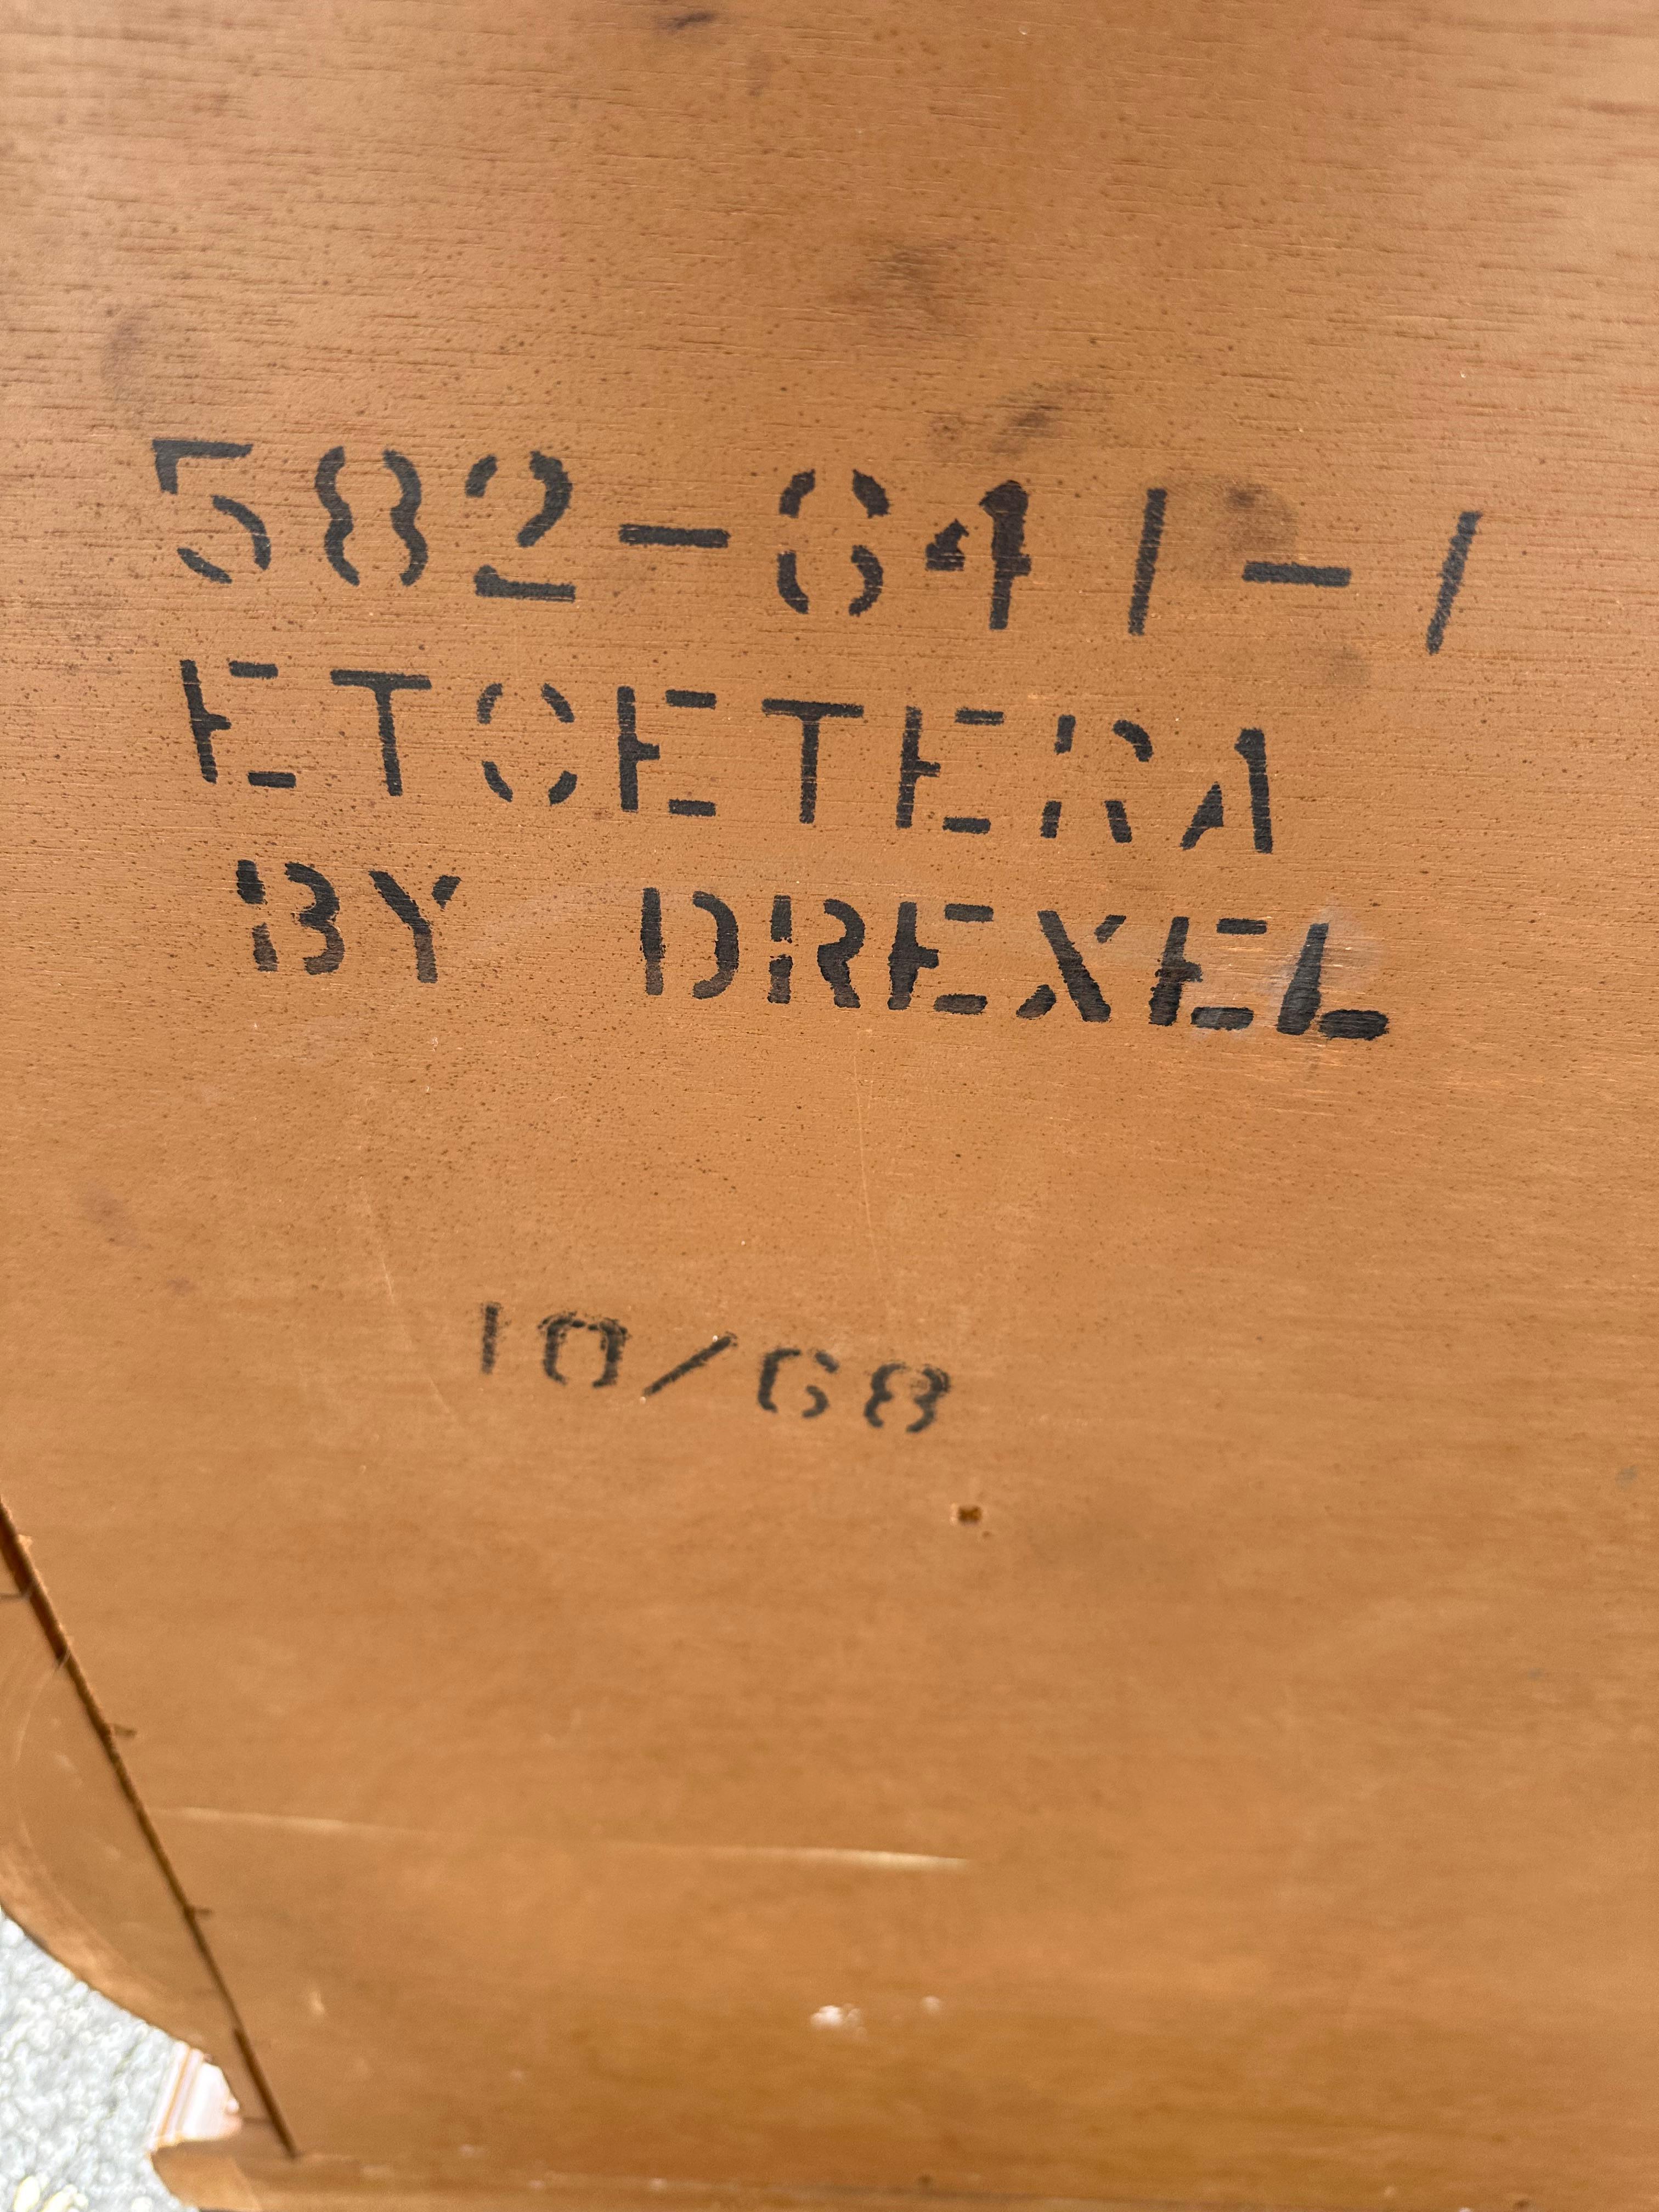 582-841-1
ETCETERA
BY DREXEL
10/68